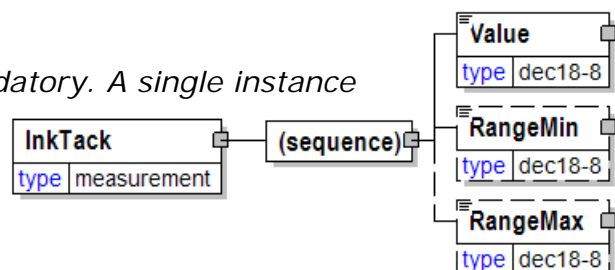 Value
type dec18-8
datory. A single instance
InkTack
type measurement
(sequence)
RangeMin
type dec18-8
RangeMax
type dec18-8